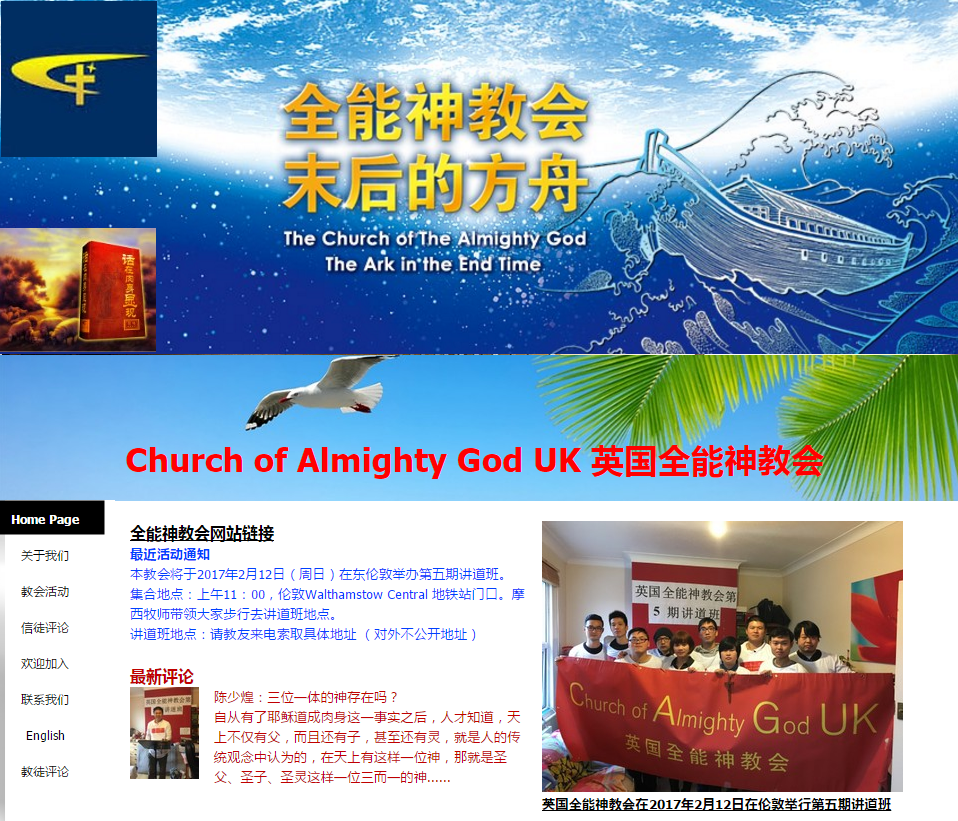 全能神教会
末后的方舟
The Church of The Almighty God
The Ark in the End Time
话在肉身显现
Church of Almighty God UK 英国全能神教会
Home Page
关于我们
教会活动
信徒评论
欢迎加入
联系我们
English
教徒评论
全能神教会网站链接
最近活动通知
本教会将于2017年2月12日（周日）在东伦敦举办第五期讲道班。
集合地点：上午11：00，伦敦Walthamstow Central 地铁站门口。摩
西牧师带领大家步行去讲道班地点。
讲道班地点：请教友来电索取具体地址 （ 对外不公开地址 ）
最新评论
英国全能神教会第
讲道班
陈少煌：三位一体的神存在吗？
自从有了耶稣道成肉身这一事实之后，人才知道，天
上不仅有父，而且还有子，甚至还有灵，就是人的传
统观念中认为的，在天上有这样一位神，那就是圣
父、圣子、圣灵这样一位三而一的神......
英国全能神教会第
5 期讲道班
Church of Almighty God UK
英国全能神教会
英国全能神教会在2017年2月12日在伦敦举行第五期讲道班